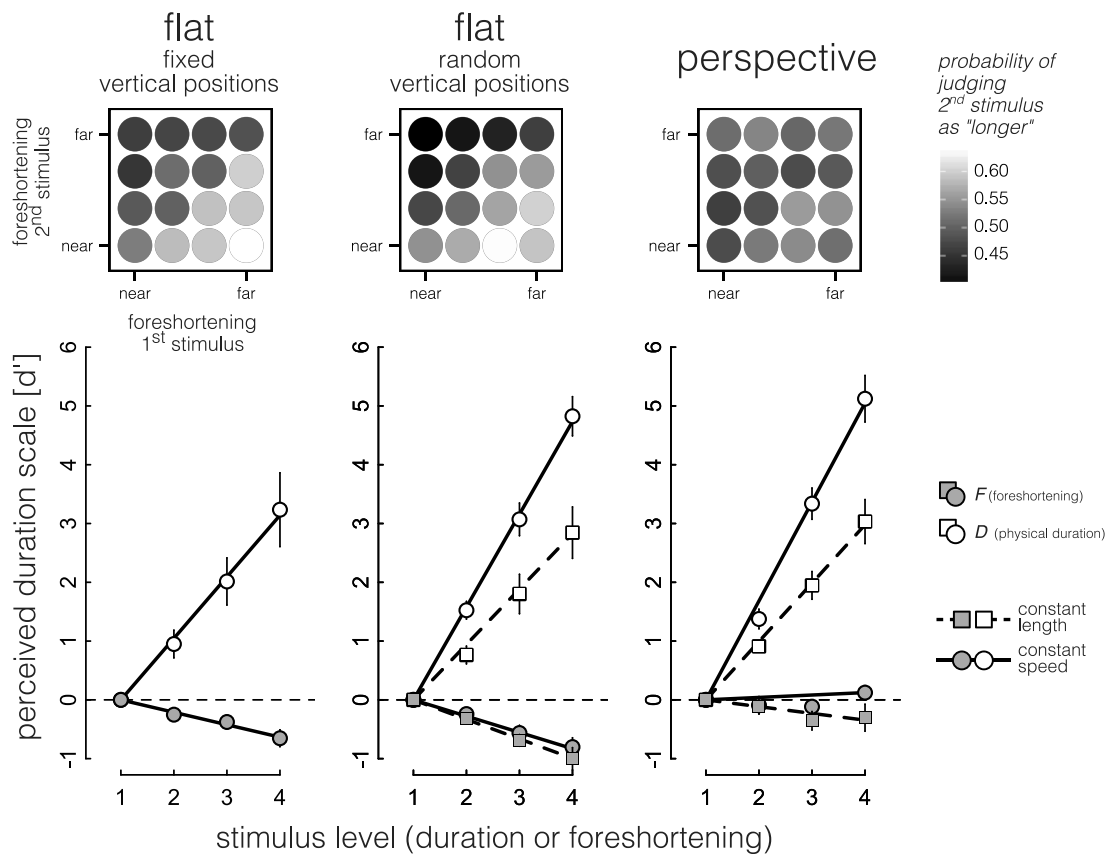 flat
fixed
vertical positions
flat
random
vertical positions
perspective
probability of
judging
2nd stimulus
as "longer"
0.60
0.55
0.50
0.45
foreshortening
2nd stimulus
far
near
near
far
far
near
near
far
far
near
near
far
foreshortening
1st stimulus
perceived duration scale [d']
6
5
4
3
2
1
0
-1
1
2
3
4
6
5
4
3
2
1
0
-1
1
2
3
4
6
5
4
3
2
1
0
-1
1
2
3
4
stimulus level (duration or foreshortening)
F (foreshortening)
D (physical duration)
constant
length
constant
speed